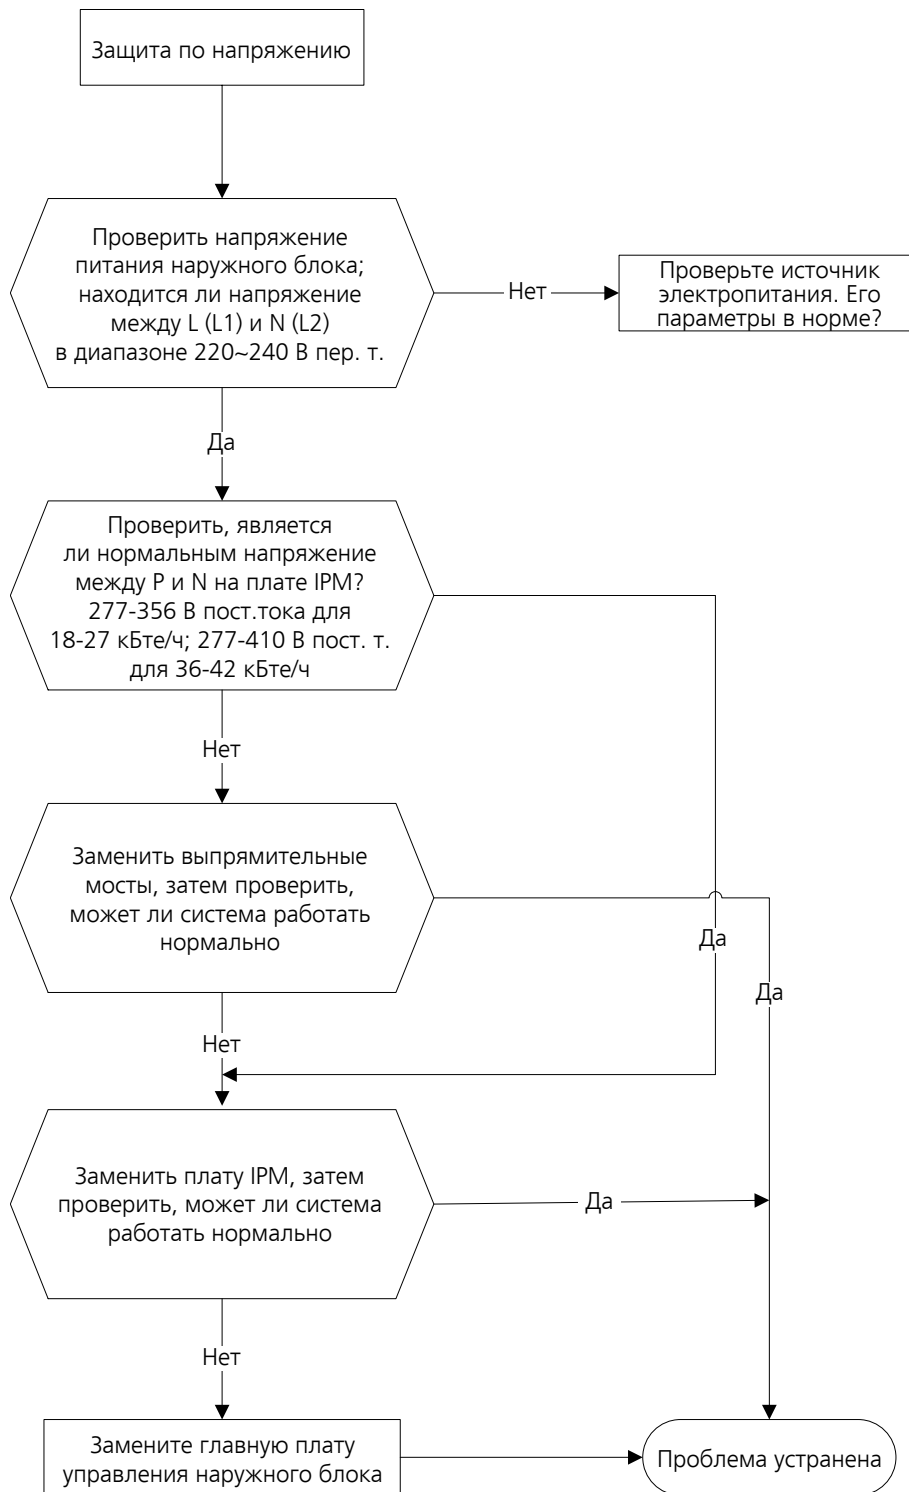 Защита по напряжению
Проверить напряжение
питания наружного блока;
находится ли напряжение
между L (L1) и N (L2)
в диапазоне 220~240 В пер. т.
Нет
Проверьте источник
электропитания. Его
параметры в норме?
Да
Проверить, является
ли нормальным напряжение
между P и N на плате IPM?
277-356 В пост.тока для
18-27 кБте/ч; 277-410 В пост. т.
для 36-42 кБте/ч
Нет
Заменить выпрямительные
мосты, затем проверить,
может ли система работать
нормально
Да
Да
Нет
Заменить плату IPM, затем
проверить, может ли система
работать нормально
Да
Нет
Замените главную плату
управления наружного блока
Проблема устранена